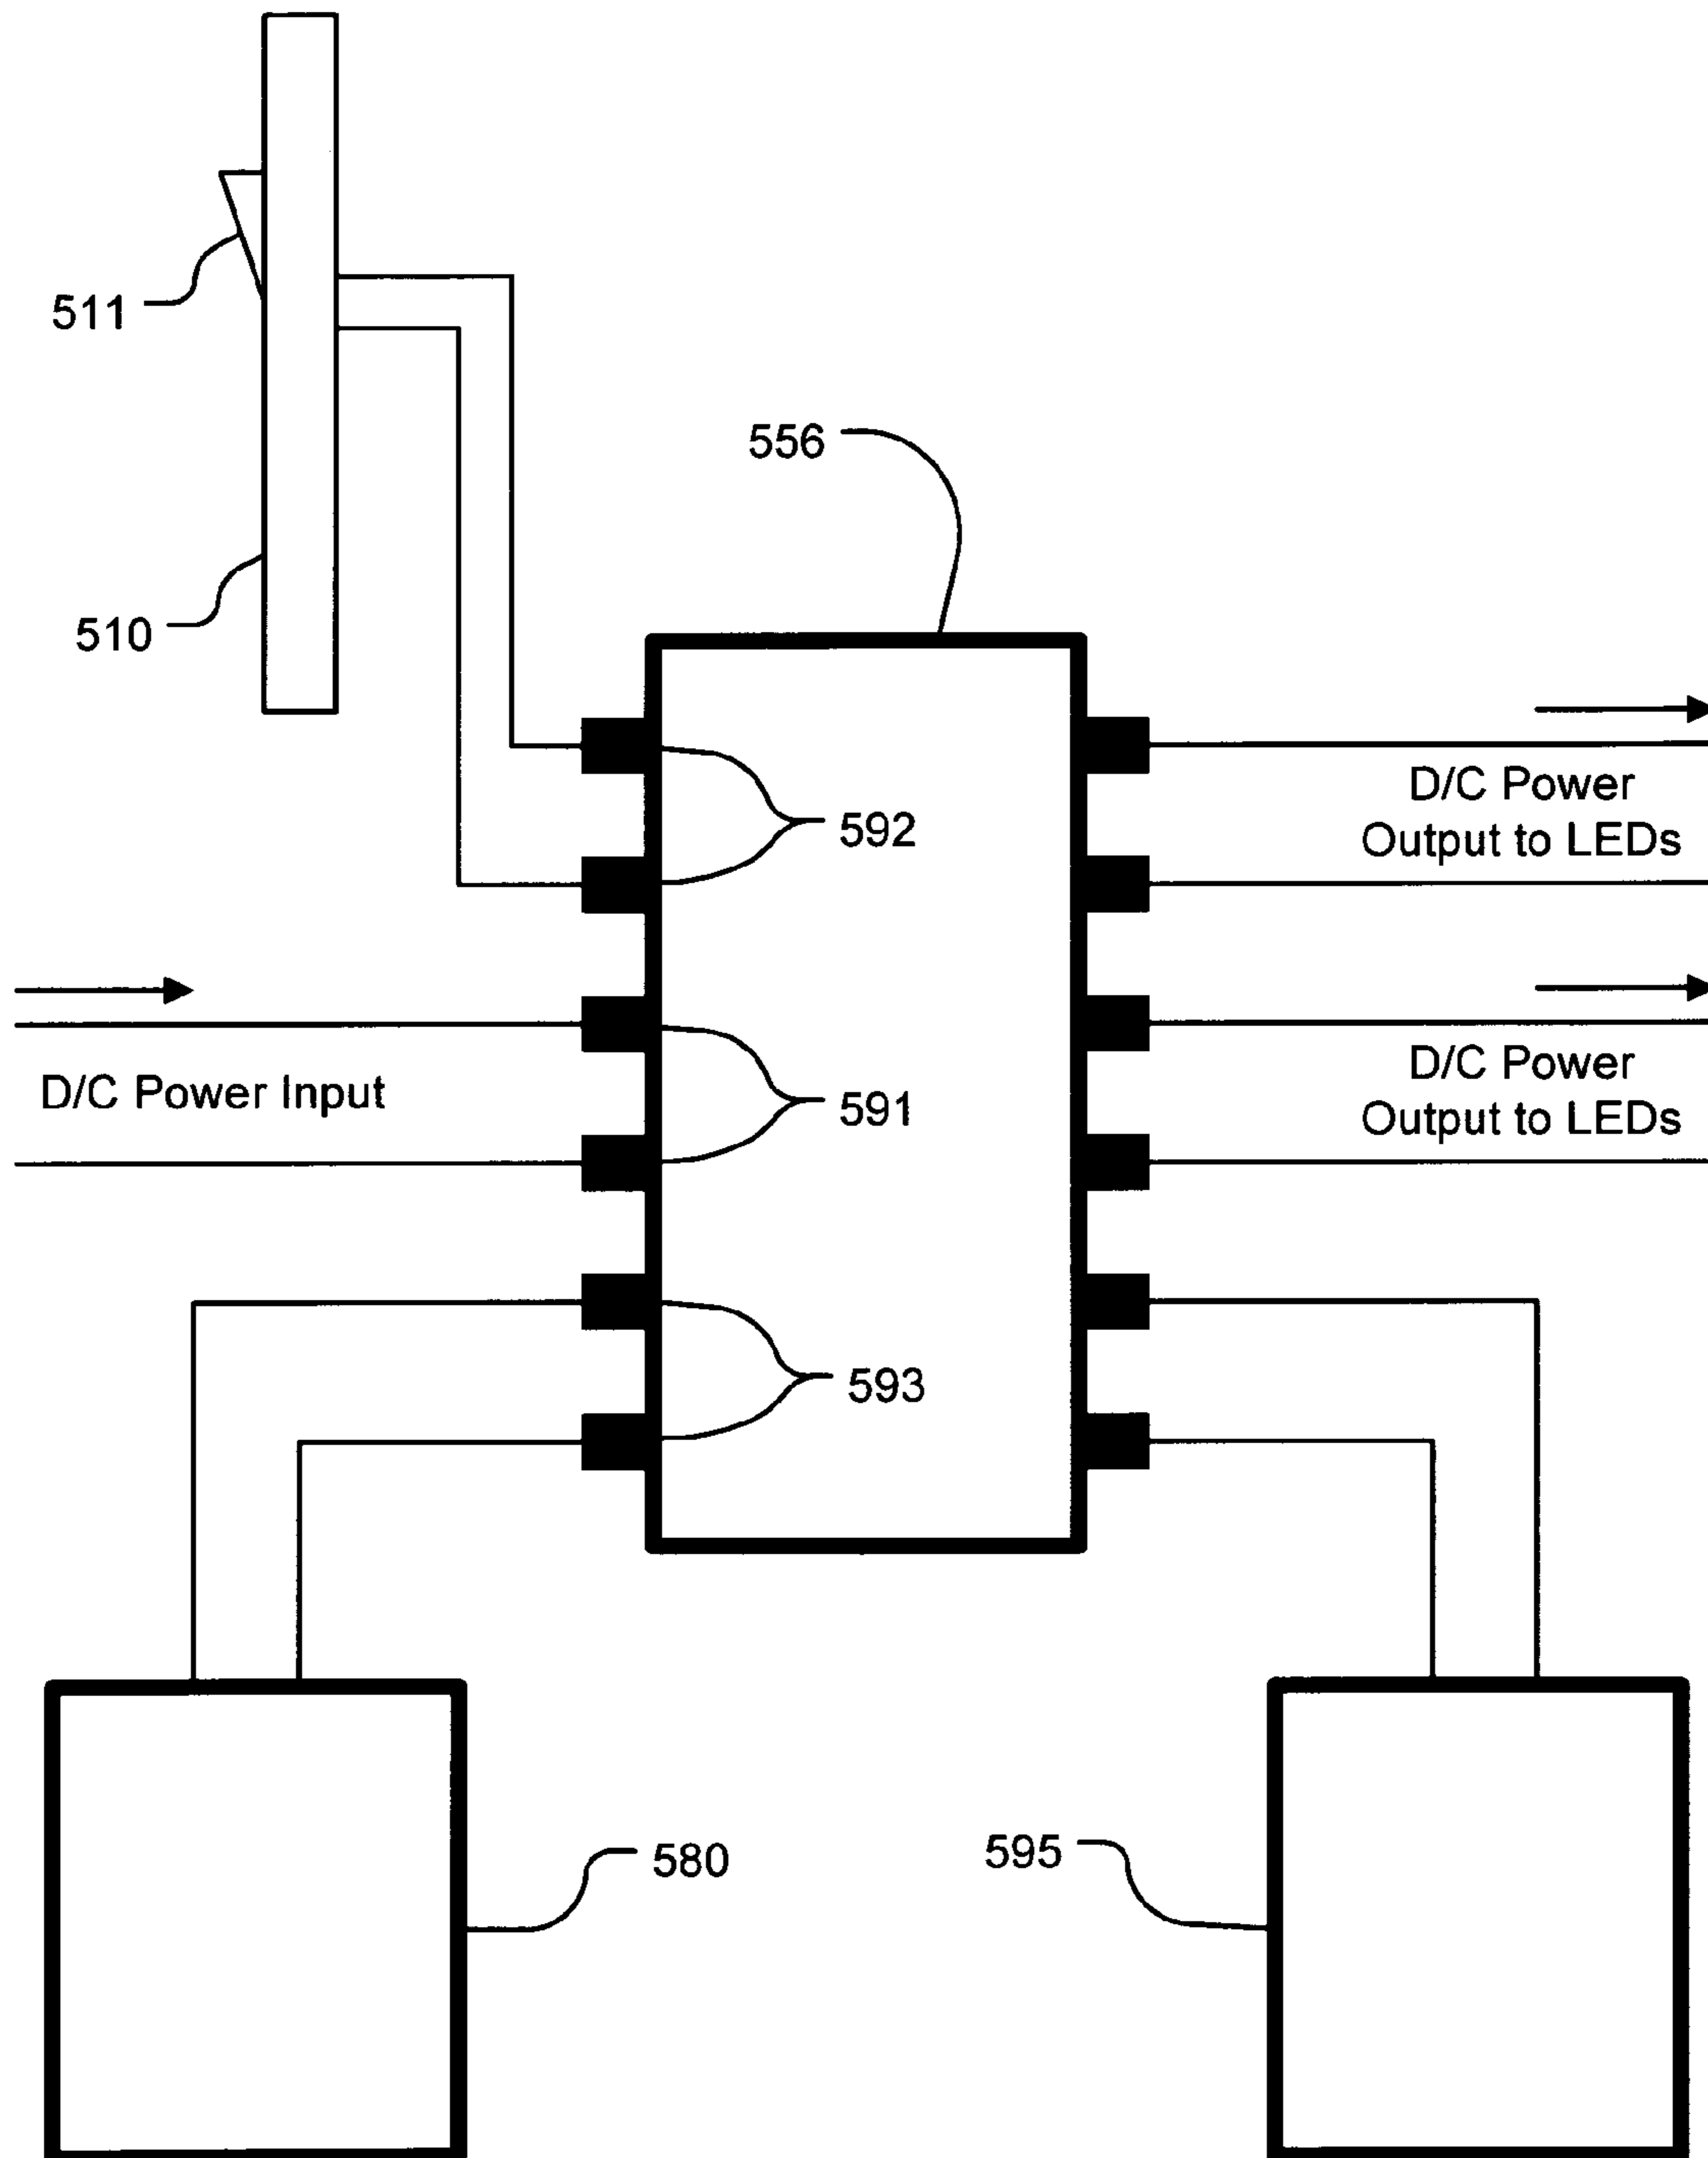 511
556
510
D/C Power
Output to LEDs
592
D/C Power Input
591
D/C Power
Output to LEDs
593
580
595